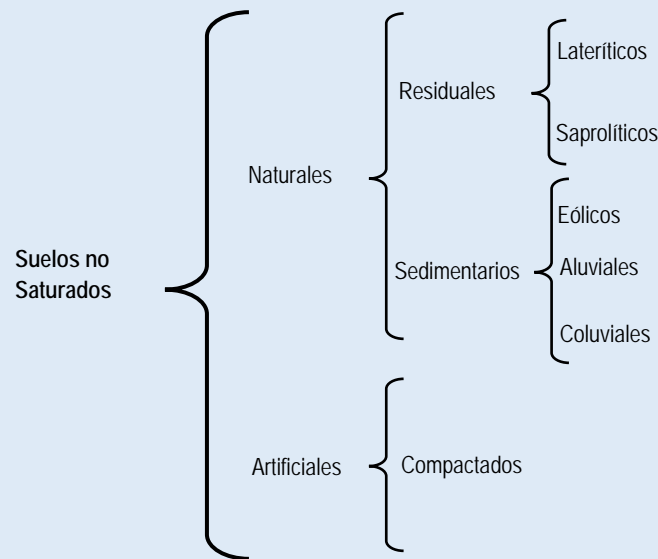 Suelos no
Saturados
Naturales
Residuales
Lateríticos
Saprolíticos
Sedimentarios
Eólicos
Aluviales
Coluviales
Artificiales
Compactados